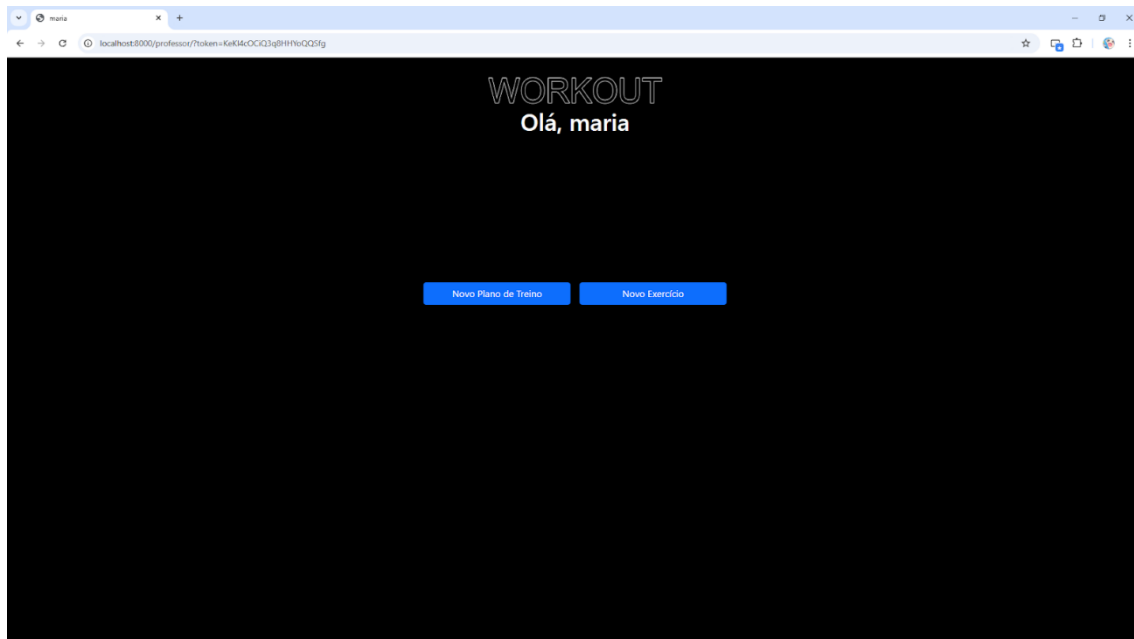 maria
localhost:8000/professor/?token=KeKl4cOCiQ3q8HHYoQQSfg
WORKOUT
Olá, maria
Novo Plano de Treino
Novo Exercício